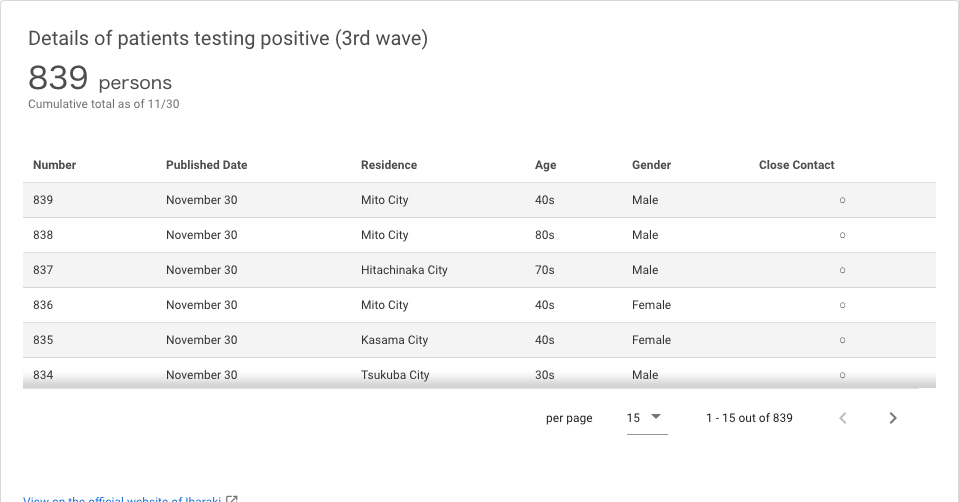 Details of patients testing positive (3rd wave)
839 persons
Cumulative total as of 11/30
Number Published Date Residence Age Gender Close Contact
839 November 30 Mito City 40s Male ○
838 November 30 Mito City 80s Male ○
837 November 30 Hitachinaka City 70s Male ○
836 November 30 Mito City 40s Female ○
835 November 30 Kasama City 40s Female ○
834 November 30 Tsukuba City 30s Male ○
per page 15 1 - 15 out of 839
View on the official website of Ibaraki